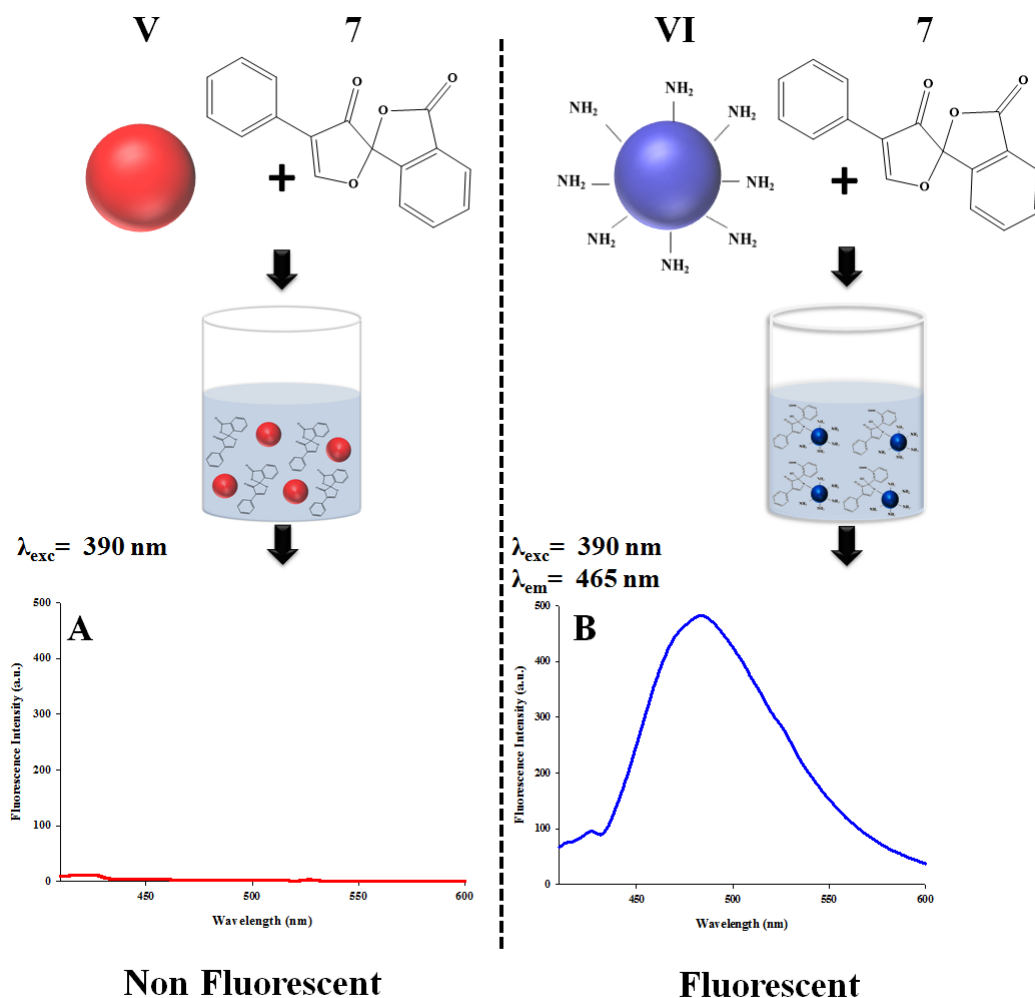 V 7
O
O
O
O
+
λexc= 390 nm
A
500
400
300
200
100
0
450 500 550 600
Fluorescence Intensity (a.u.)
Wavelength (nm)
Non Fluorescent
VI 7
NH2
NH2
NH2
NH2
NH2
NH2
NH2
NH2
O
O
O
O
+
λexc= 390 nm
λem= 465 nm
B
500
400
300
200
100
0
450 500 550 600
Fluorescence Intensity (a.u.)
Wavelength (nm)
Fluorescent